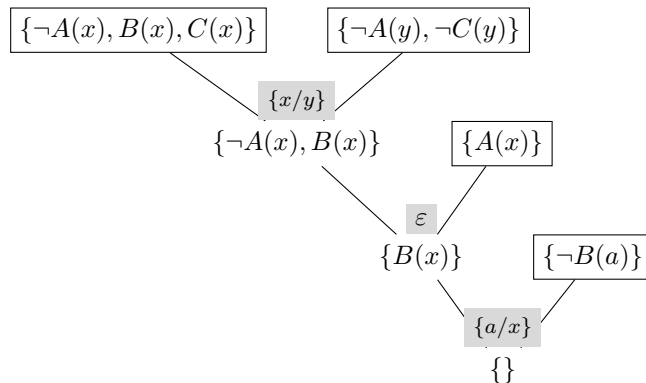 {¬A(x), B(x), C(x)} {¬A(y), ¬C(y)}
{x/y}
{¬A(x), B(x)} {A(x)}
ε
{B(x)} {¬B(a)}
{a/x}
{}